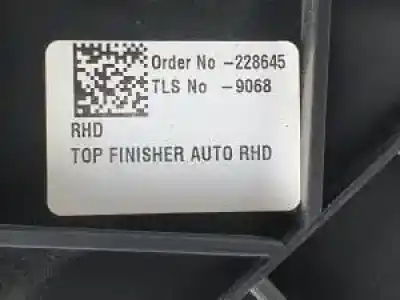 Order No -228645
TLS No -9068
RHD
TOP FINISHER AUTO RHD